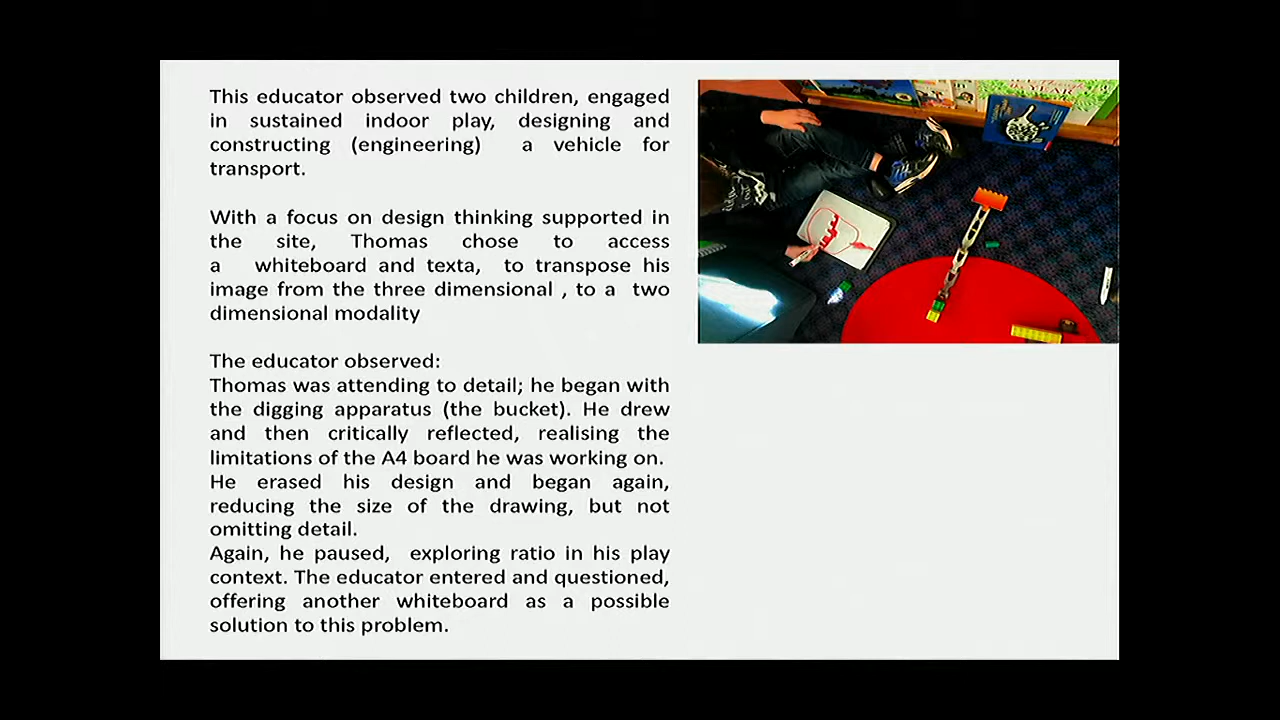 This educator observed two children, engaged
in sustained indoor play, designing and
constructing (engineering) a vehicle for
transport.
With a focus on design thinking supported in
the site, Thomas chose to access
a whiteboard and texta, to transpose his
image from the three dimensional , to a two
dimensional modality
The educator observed:
Thomas was attending to detail; he began with
the digging apparatus (the bucket). He drew
and then critically reflected, realising the
limitations of the A4 board he was working on.
He erased his design and began again,
reducing the size of the drawing, but not
omitting detail.
Again, he paused, exploring ratio in his play
context. The educator entered and questioned,
offering another whiteboard as a possible
solution to this problem.